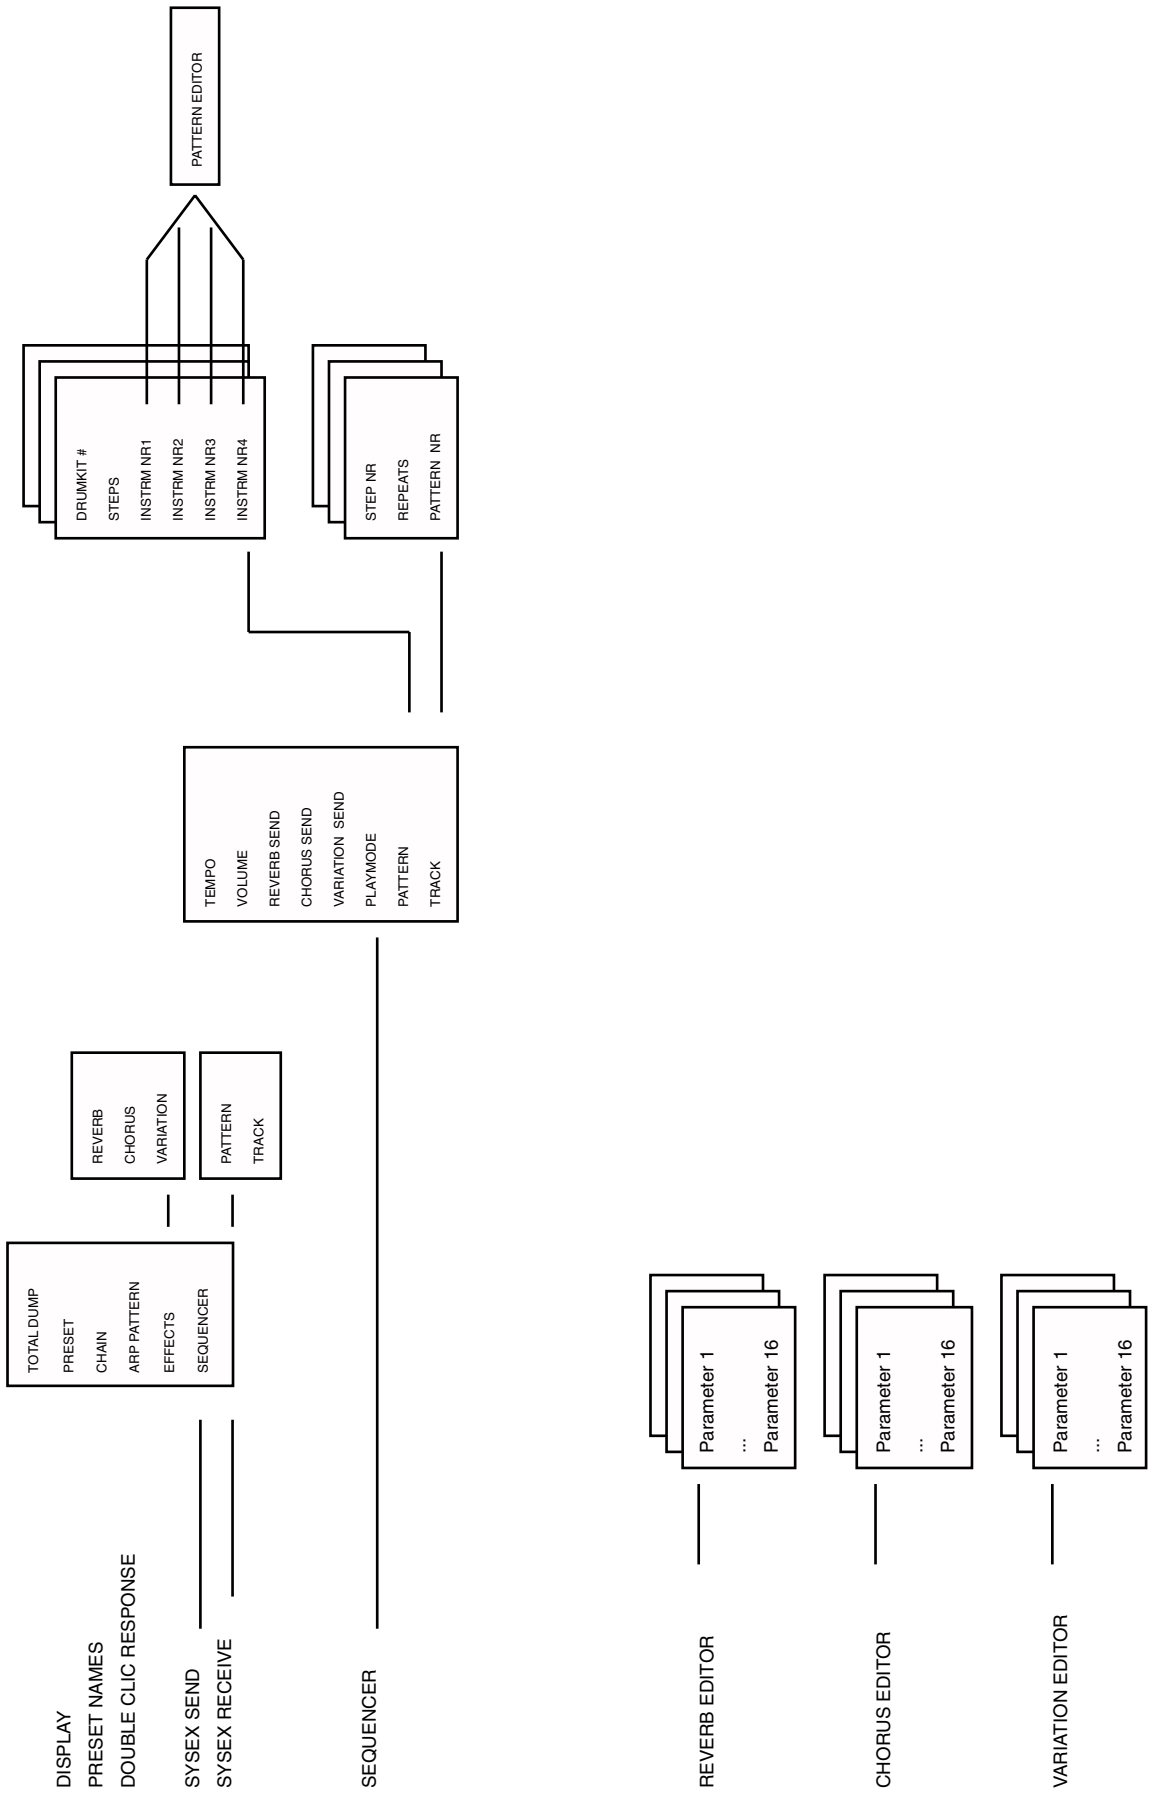 DISPLAY
PRESET NAMES
DOUBLE CLIC RESPONSE
SYSEX SEND
SYSEX RECEIVE
TOTAL DUMP
PRESET
CHAIN
ARP PATTERN
EFFECTS
SEQUENCER
REVERB
CHORUS
VARIATION
PATTERN
TRACK
SEQUENCER
TEMPO
VOLUME
REVERB SEND
CHORUS SEND
VARIATION SEND
PLAYMODE
PATTERN
TRACK
DRUMKIT #
STEPS
INSTRM NR1
INSTRM NR2
INSTRM NR3
INSTRM NR4
STEP NR
REPEATS
PATTERN NR
PATTERN EDITOR
REVERB EDITOR
Parameter 1
...
Parameter 16
CHORUS EDITOR
Parameter 1
...
Parameter 16
VARIATION EDITOR
Parameter 1
...
Parameter 16